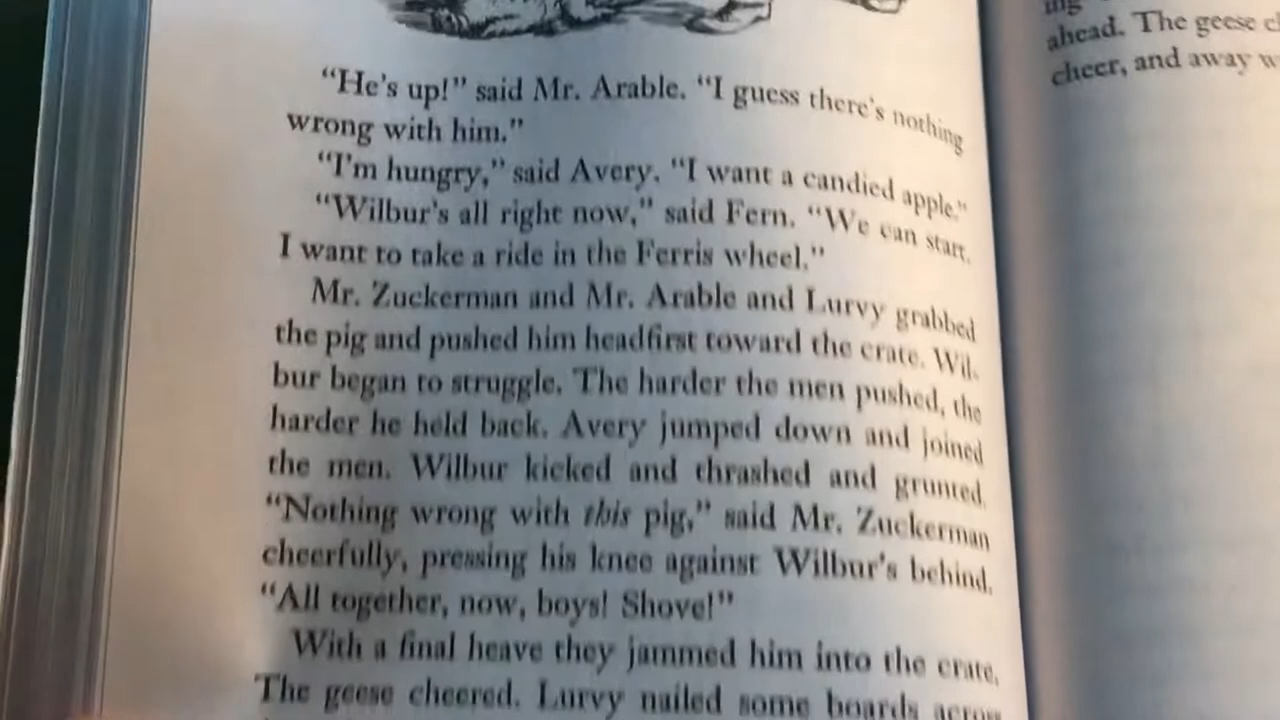 “He's up!” said Mr. Arable. “I guess there's nothing
wrong with him.”
“I'm hungry,” said Avery. “I want a candied apple.”
“Wilbur's all right now,” said Fern. “We can start.
I want to take a ride in the Ferris wheel.”
Mr. Zuckerman and Mr. Arable and Lurvy grabbed
the pig and pushed him headfirst toward the crate. Wil-
bur began to struggle. The harder the men pushed, the
harder he held back. Avery jumped down and joined
the men. Wilbur kicked and thrashed and grunted.
“Nothing wrong with this pig,” said Mr. Zuckerman
cheerfully, pressing his knee against Wilbur's behind.
“All together, now, boys! Shove!”
With a final heave they jammed him into the crate.
The geese cheered. Lurvy nailed some boards across
ahead. The geese
cheer, and away